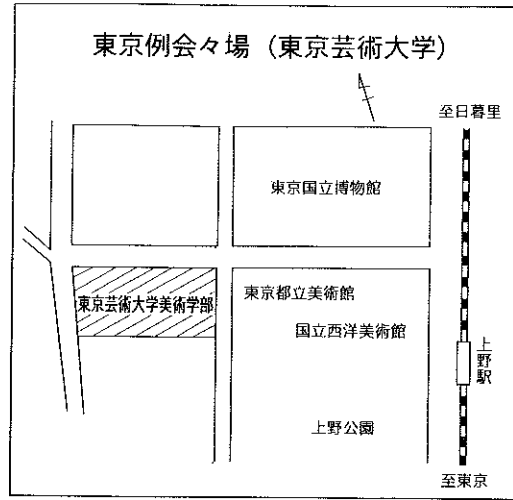 東京例会々場（東京芸術大学）
至日暮里
東京国立博物館
東京芸術大学美術学部
東京都立美術館
国立西洋美術館
上野駅
上野公園
至東京